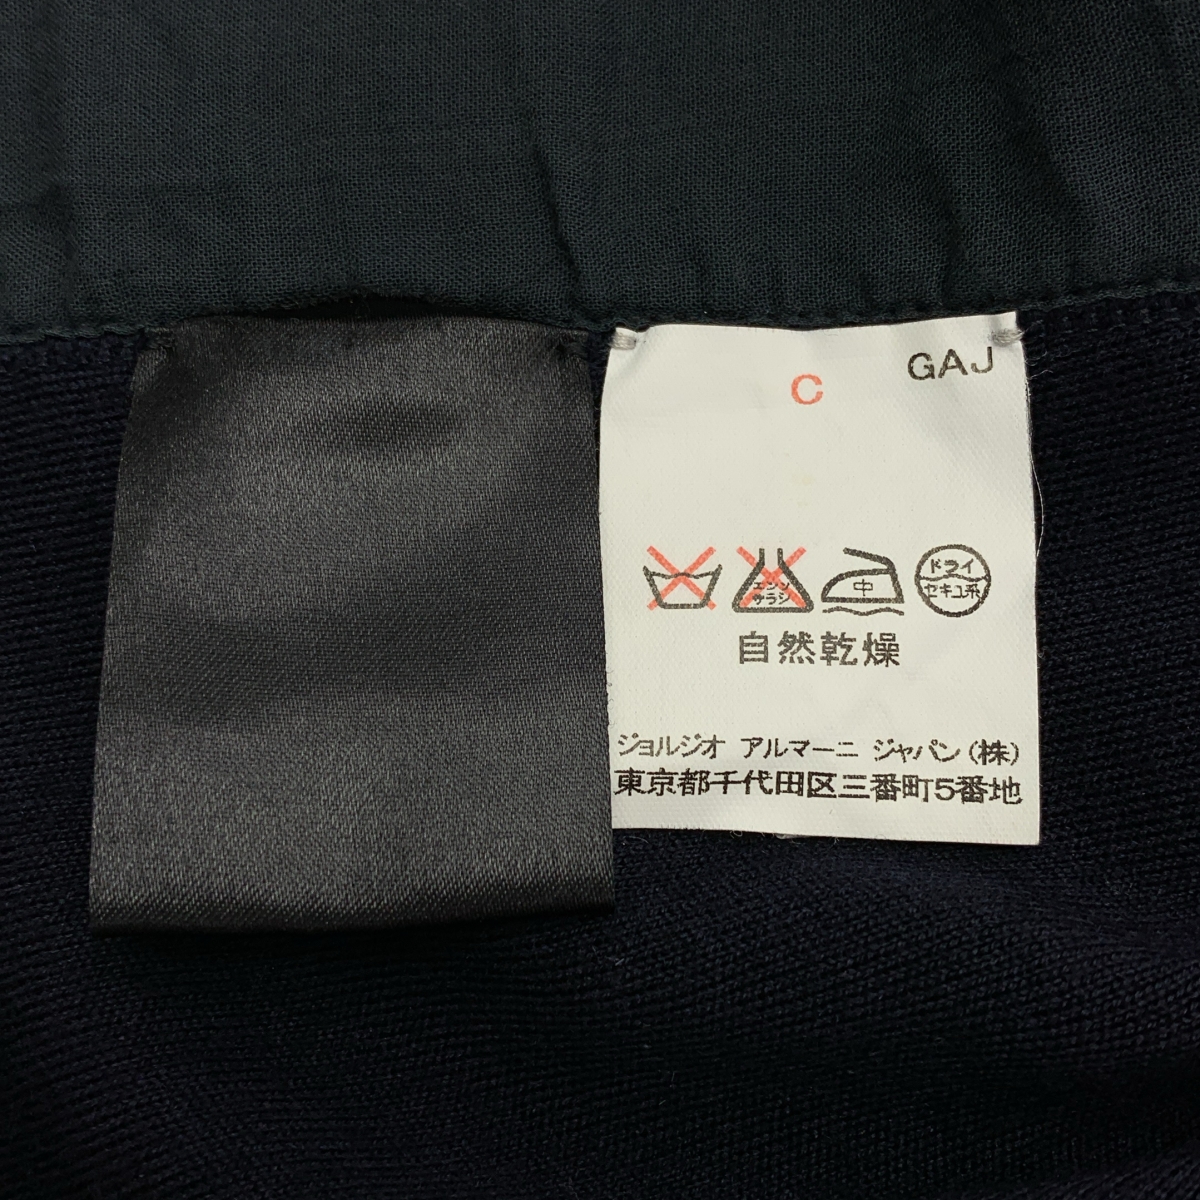 GAJ
C
エンソ
サラシ
中
ドライ
セキユ系
自然乾燥
ジョルジオ アルマーニ ジャパン(株)
東京都千代田区三番町5番地